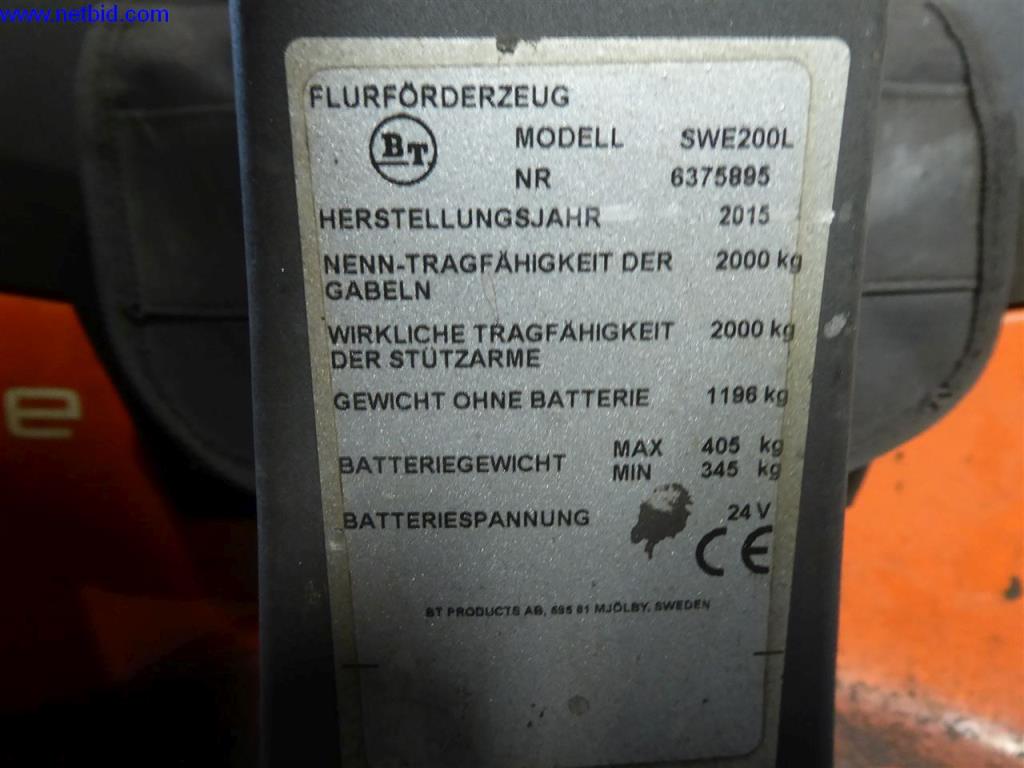 www.netbid.com
FLURFÖRDERZEUG
BT
MODELL SWE200L
NR 6375895
HERSTELLUNGSJAHR 2015
NENN-TRAGFÄHIGKEIT DER 2000 kg
GABELN
WIRKLICHE TRAGFÄHIGKEIT 2000 kg
DER STÜTZARME
GEWICHT OHNE BATTERIE 1196 kg
BATTERIEGEWICHT MAX 405 kg
MIN 345 kg
BATTERIESPANNUNG 24 V
CE
BT PRODUCTS AB, 595 81 MJÖLBY, SWEDEN
e